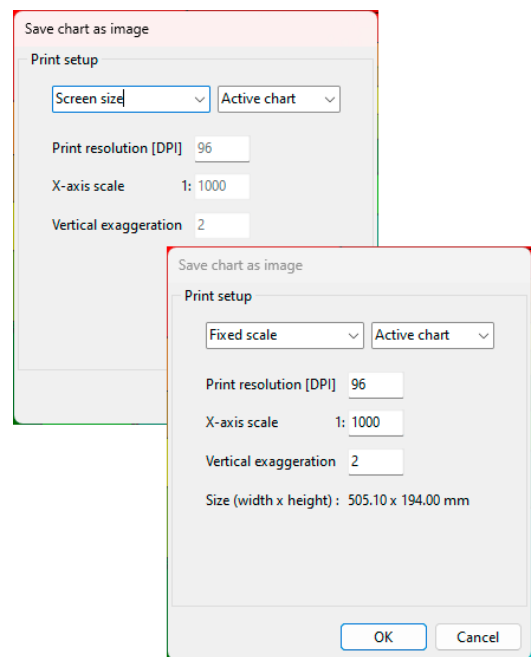 Save chart as image
Print setup
Screen size Active chart
Print resolution [DPI] 96
X-axis scale 1: 1000
Vertical exaggeration 2
Save chart as image
Print setup
Fixed scale Active chart
Print resolution [DPI] 96
X-axis scale 1: 1000
Vertical exaggeration 2
Size (width x height) : 505.10 x 194.00 mm
OK Cancel